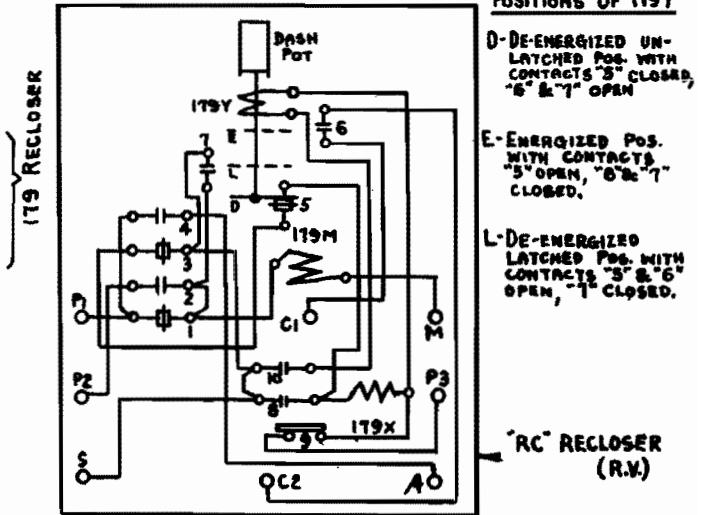 POSITIONS OF 179Y
D-DE-ENERGIZED UN-
LATCHED POS. WITH
CONTACTS "5" CLOSED,
"6" & "7" OPEN
E-ENERGIZED POS.
WITH CONTACTS
"5" OPEN, "6" & "7"
CLOSED.
L-DE-ENERGIZED
LATCHED POS. WITH
CONTACTS "5" & "6"
OPEN, "7" CLOSED.
"RC" RECLOSER
(R.V.)
179 RECLOSER
DASH
POT
179Y
6
7
E
L
D
5
4
179M
3
2
P1
1
C1
M
P2
10
P3
8
179X
9
S
C2
A